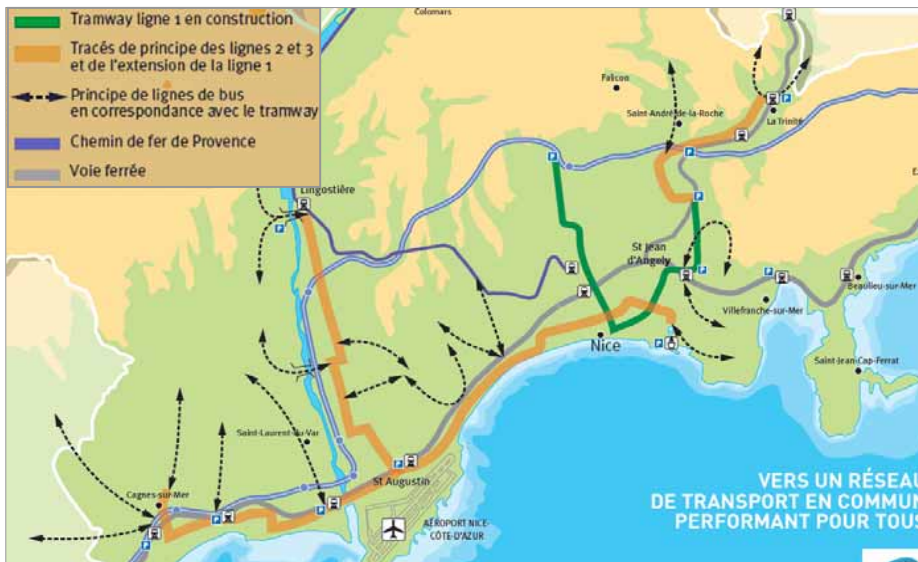 Tramway ligne 1 en construction
Tracés de principe des lignes 2 et 3
et de l'extension de la ligne 1
Principe de lignes de bus
en correspondance avec le tramway
Chemin de fer de Provence
Voie ferrée
Colomars
Falicon
Saint-André-de-la-Roche
La Trinité
P
P
P
Lingostière
P
P
St Jean
d'Angely
P
P
Beaulieu-sur-Mer
Villefranche-sur-Mer
Nice
P
Saint-Jean-Cap-Ferrat
Saint-Laurent-du-Var
P
St Augustin
Cagnes-sur-Mer
P
P
P
AÉROPORT NICE-
CÔTE-D'AZUR
VERS UN RÉSEAU
DE TRANSPORT EN COMMUN
PERFORMANT POUR TOUS